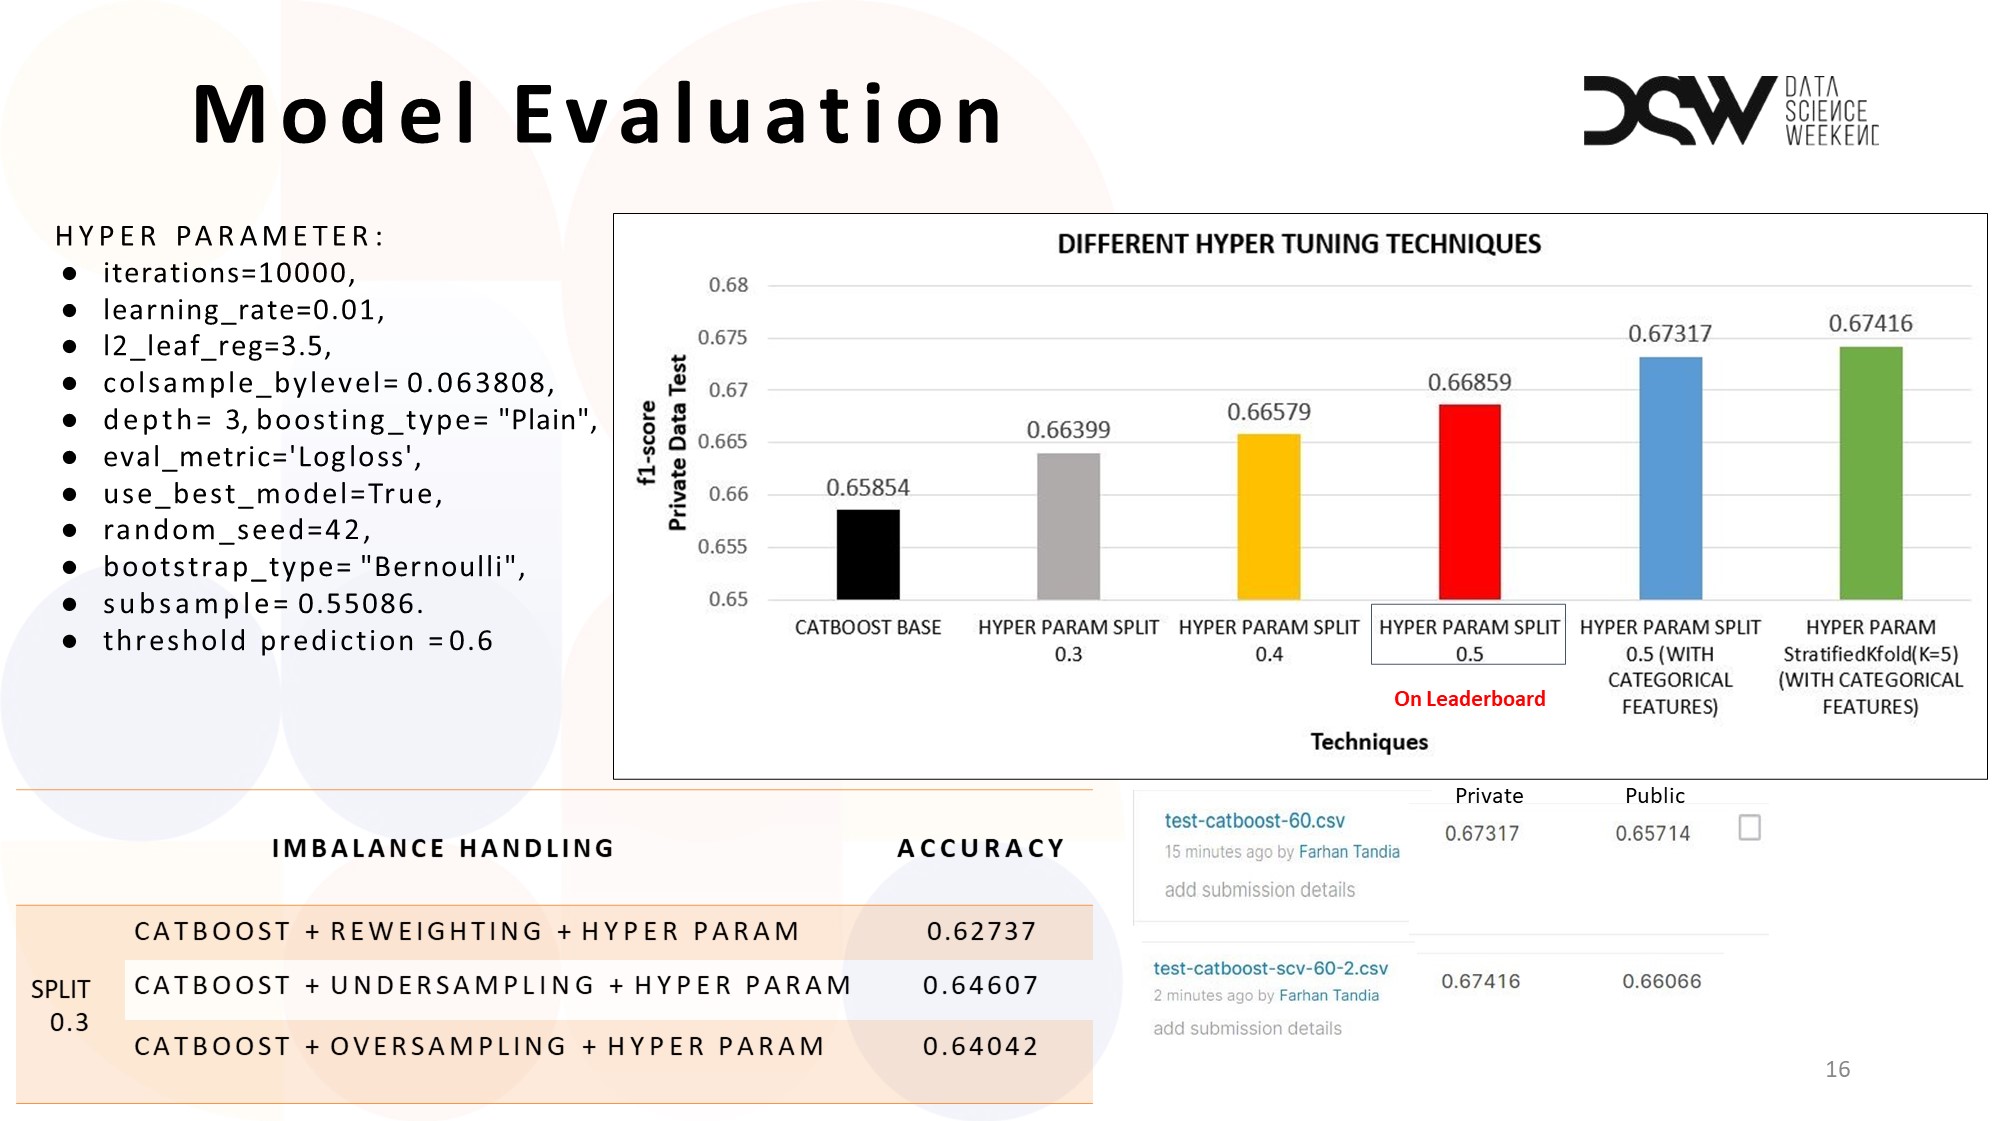 Model Evaluation
DSW DATA
SCIENCE
WEEKEND
HYPER PARAMETER:
● iterations=10000,
● learning_rate=0.01,
● l2_leaf_reg=3.5,
● colsample_bylevel= 0.063808,
● depth= 3, boosting_type= "Plain",
● eval_metric='Logloss',
● use_best_model=True,
● random_seed=42,
● bootstrap_type= "Bernoulli",
● subsample= 0.55086.
● threshold prediction =0.6
DIFFERENT HYPER TUNING TECHNIQUES
f1-score
Private Data Test
0.68
0.675
0.67
0.665
0.66
0.655
0.65
0.65854
0.66399
0.66579
0.66859
0.67317
0.67416
CATBOOST BASE
HYPER PARAM SPLIT
0.3
HYPER PARAM SPLIT
0.4
HYPER PARAM SPLIT
0.5
On Leaderboard
HYPER PARAM SPLIT
0.5 (WITH
CATEGORICAL
FEATURES)
HYPER PARAM
StratifiedKfold(K=5)
(WITH CATEGORICAL
FEATURES)
Techniques
IMBALANCE HANDLING ACCURACY
SPLIT
0.3
CATBOOST + REWEIGHTING + HYPER PARAM 0.62737
CATBOOST + UNDERSAMPLING + HYPER PARAM 0.64607
CATBOOST + OVERSAMPLING + HYPER PARAM 0.64042
Private Public
test-catboost-60.csv 0.67317 0.65714
15 minutes ago by Farhan Tandia
add submission details
test-catboost-scv-60-2.csv 0.67416 0.66066
2 minutes ago by Farhan Tandia
add submission details
16